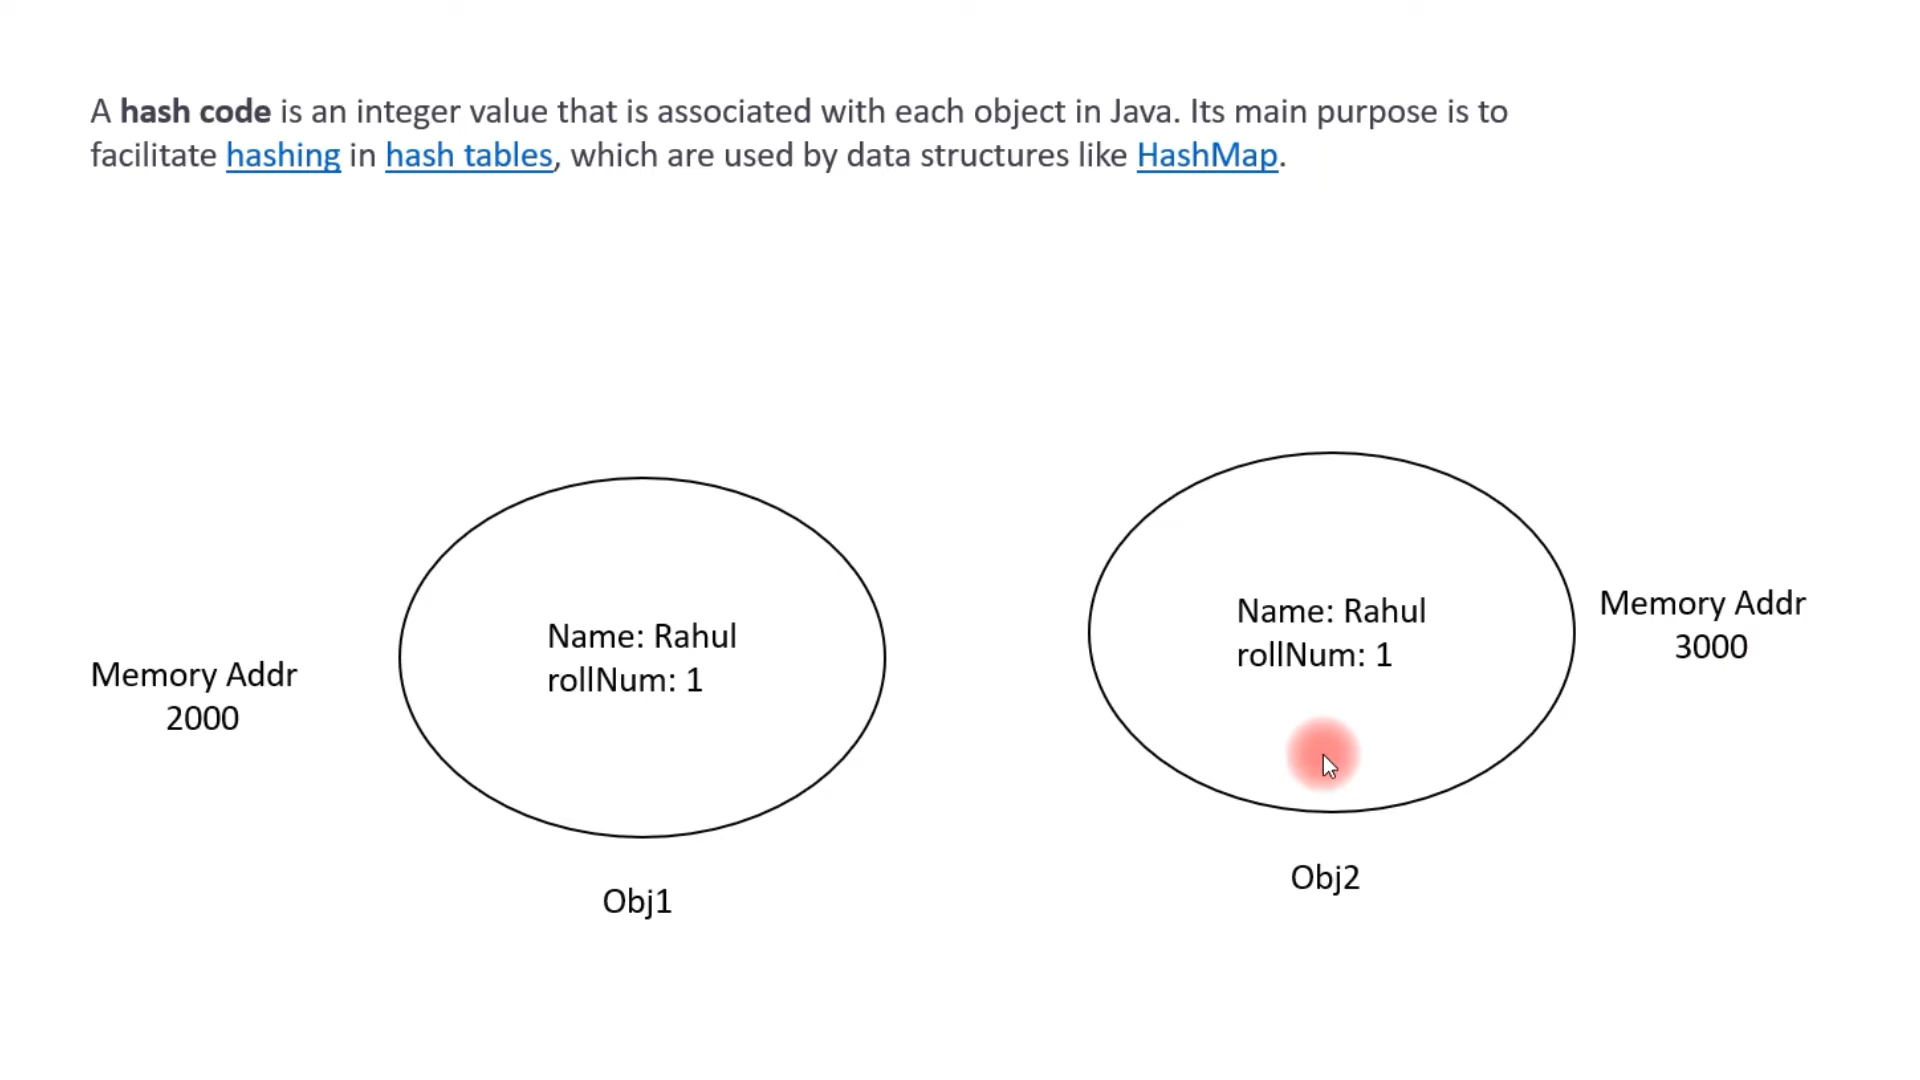 A hash code is an integer value that is associated with each object in Java. Its main purpose is to
facilitate hashing in hash tables, which are used by data structures like HashMap.
Memory Addr
2000
Name: Rahul
rollNum: 1
Obj1
Name: Rahul
rollNum: 1
Obj2
Memory Addr
3000